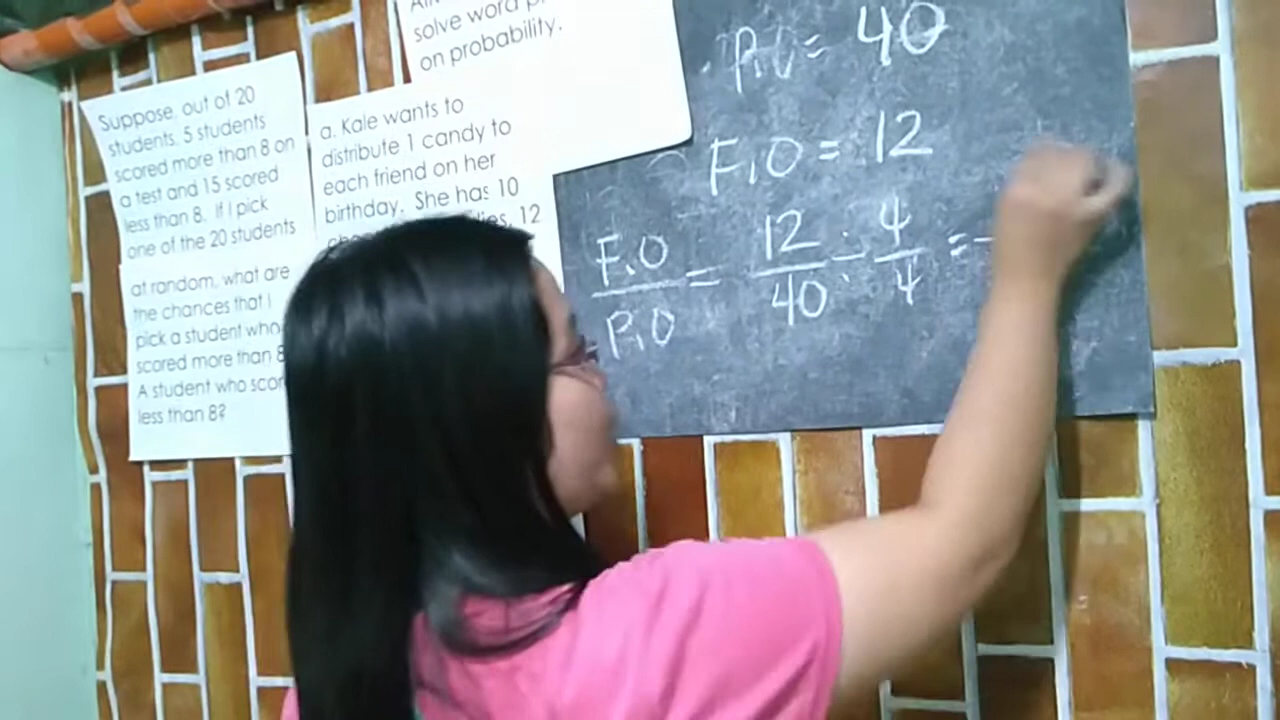 solve word
on probability.
Suppose, out of 20
students, 5 students
scored more than 8 on
a test and 15 scored
less than 8. If I pick
one of the 20 students
at random, what are
the chances that I
pick a student who
scored more than 8
A student who
less than 8?
a. Kale wants to
distribute 1 candy to
each friend on her
birthday. She has 10
12
P.O = 40
F.O = 12
F.O/P.O = 12/40 ÷ 4/4 = —